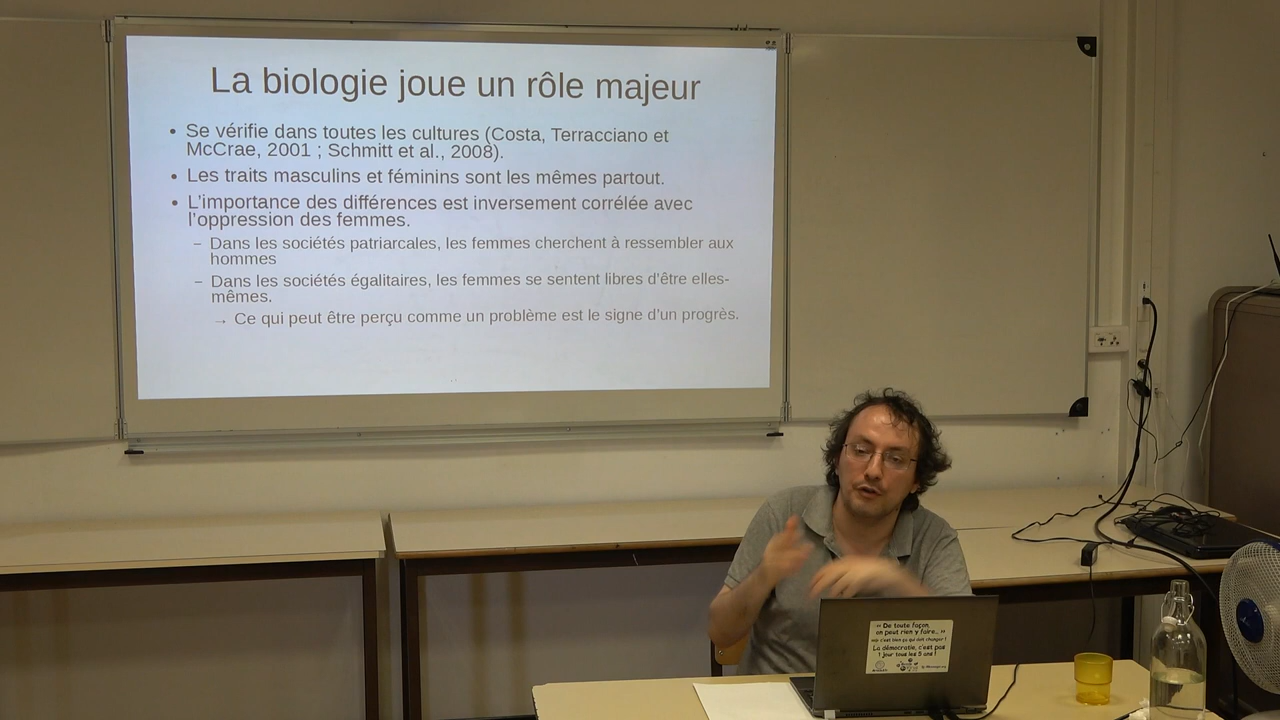 La biologie joue un rôle majeur
• Se vérifie dans toutes les cultures (Costa, Terracciano et
McCrae, 2001 ; Schmitt et al., 2008).
• Les traits masculins et féminins sont les mêmes partout.
• L'importance des différences est inversement corrélée avec
l'oppression des femmes.
– Dans les sociétés patriarcales, les femmes cherchent à ressembler aux
hommes
– Dans les sociétés égalitaires, les femmes se sentent libres d'être elles-
mêmes.
→ Ce qui peut être perçu comme un problème est le signe d'un progrès.
« De toute façon,
on peut rien y faire... »
La démocratie, c'est pas
1 jour tous les 5 ans !